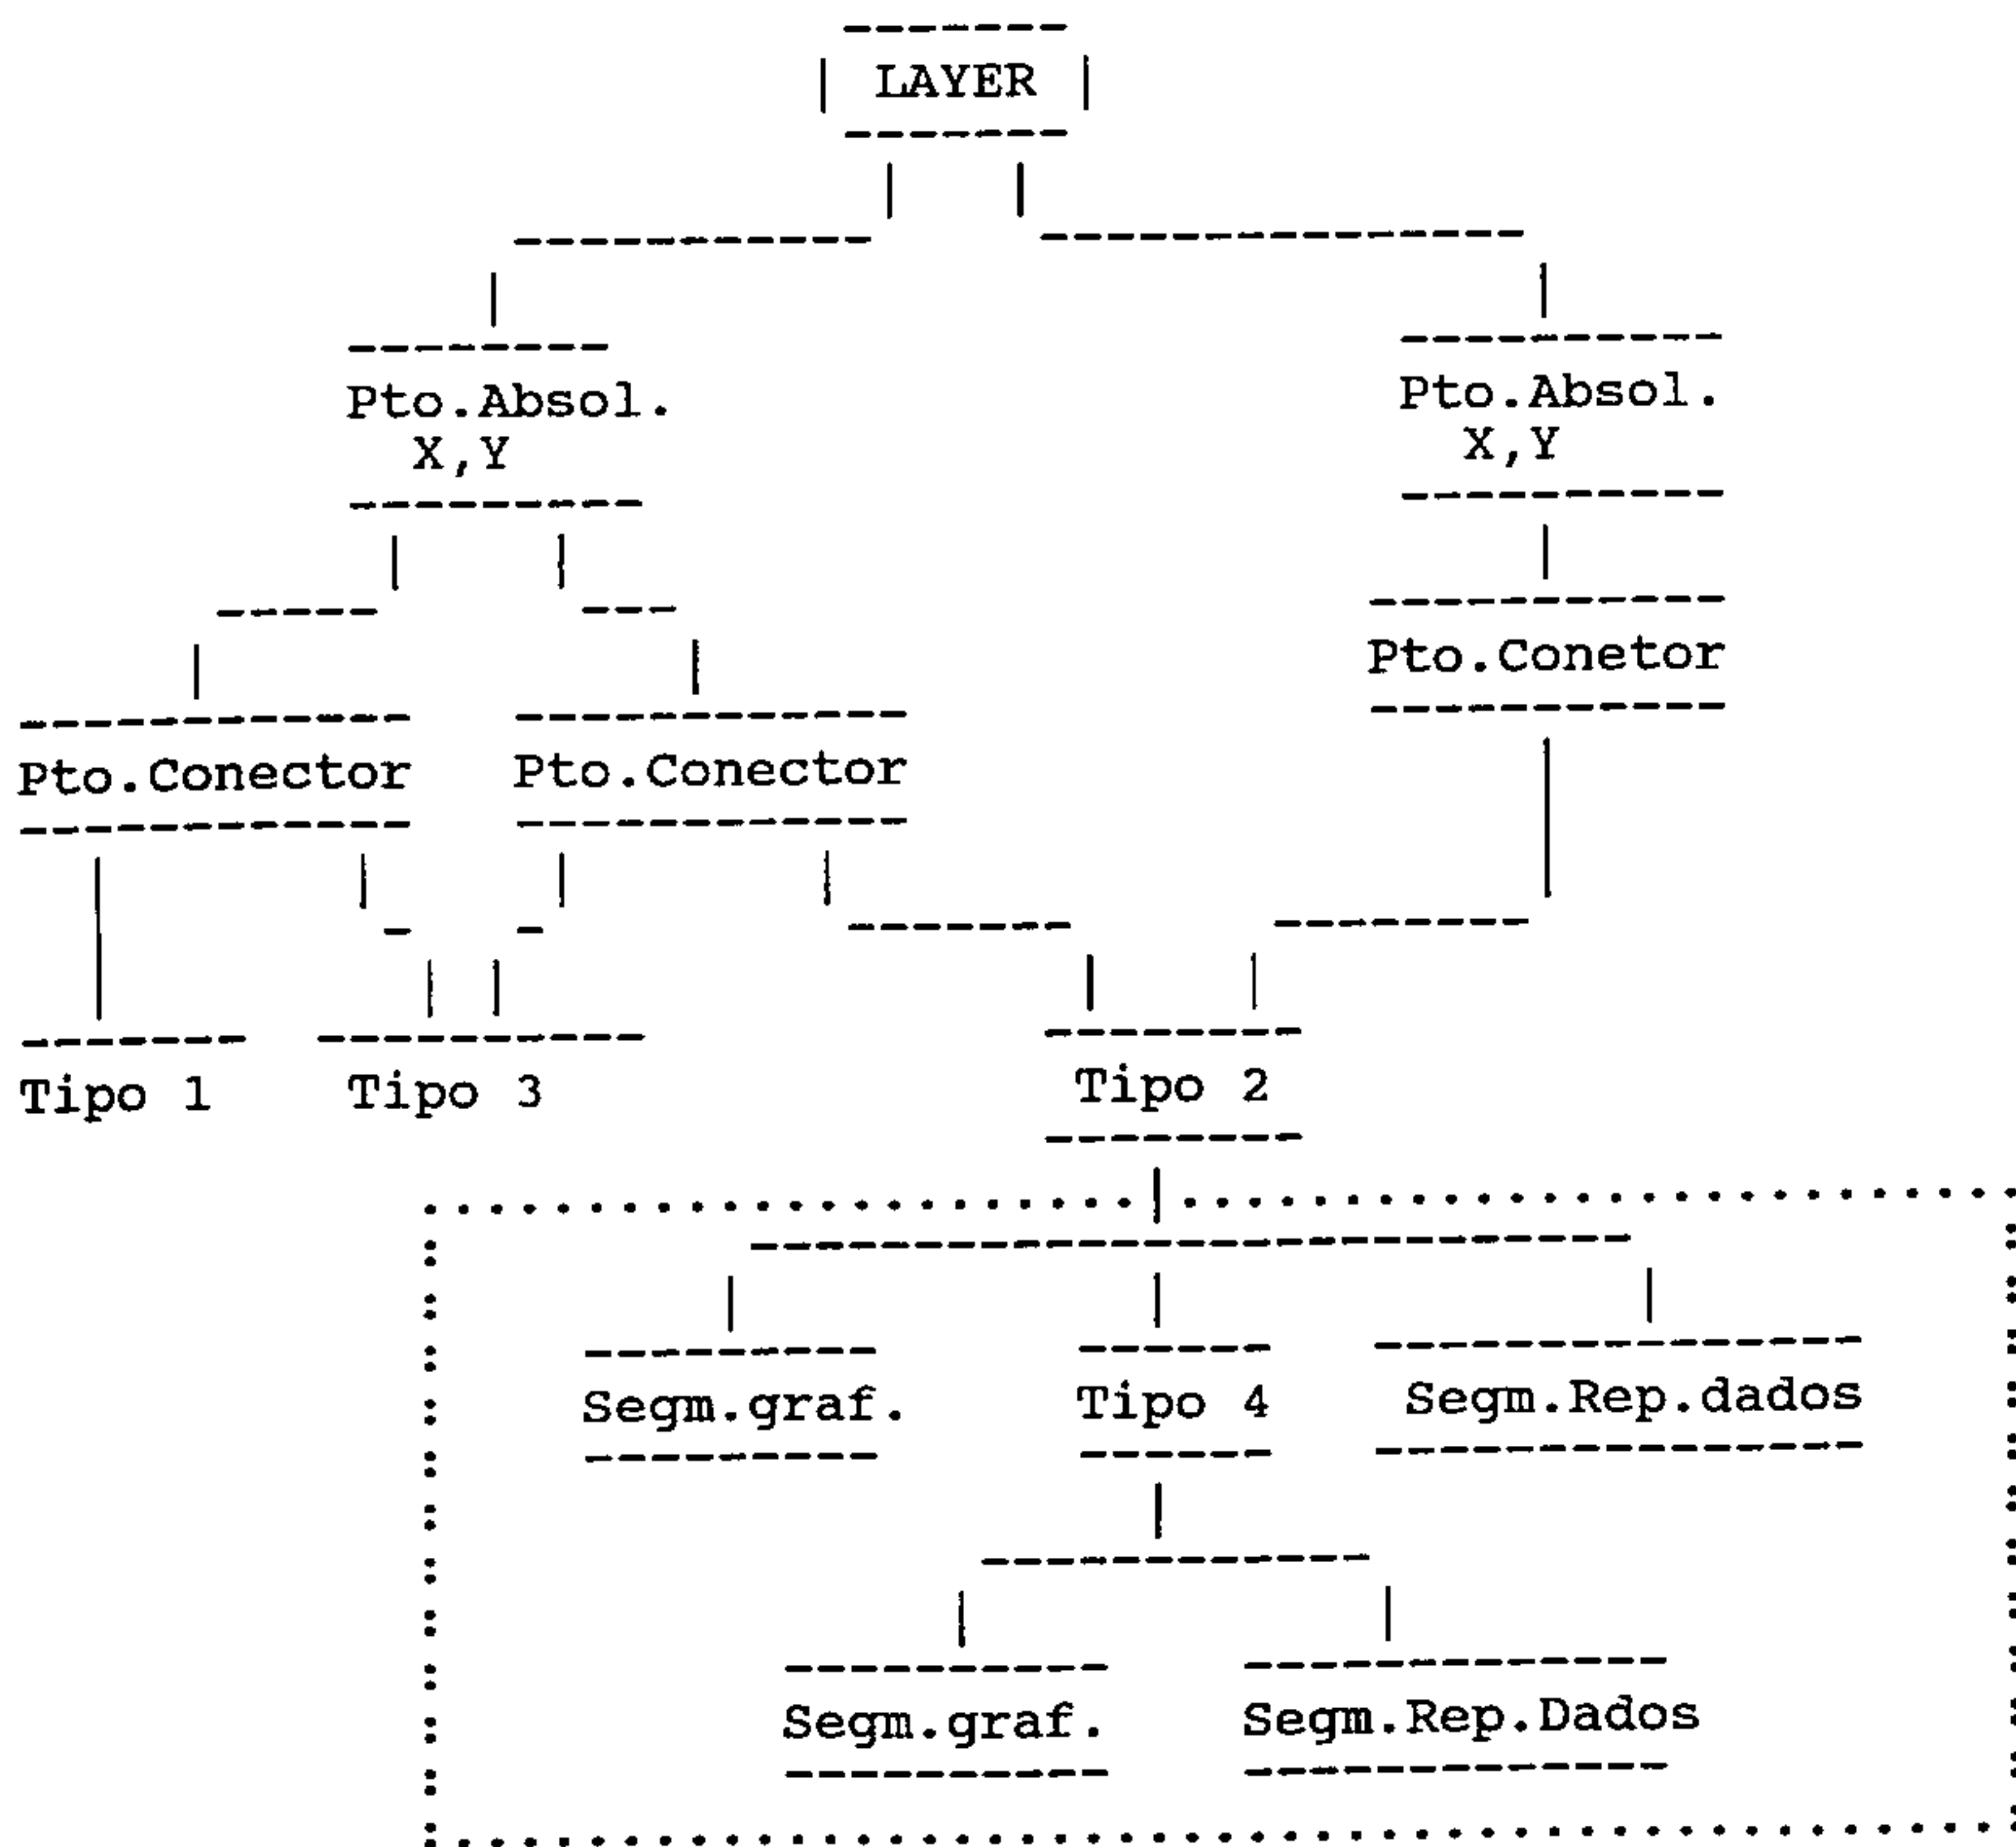 LAYER
Pto.Absol. Pto.Absol.
X,Y X,Y
Pto.Conetor
Pto.Conector Pto.Conector
Tipo 1 Tipo 3 Tipo 2
Segm.graf. Tipo 4 Segm.Rep.dados
Segm.graf. Segm.Rep.Dados